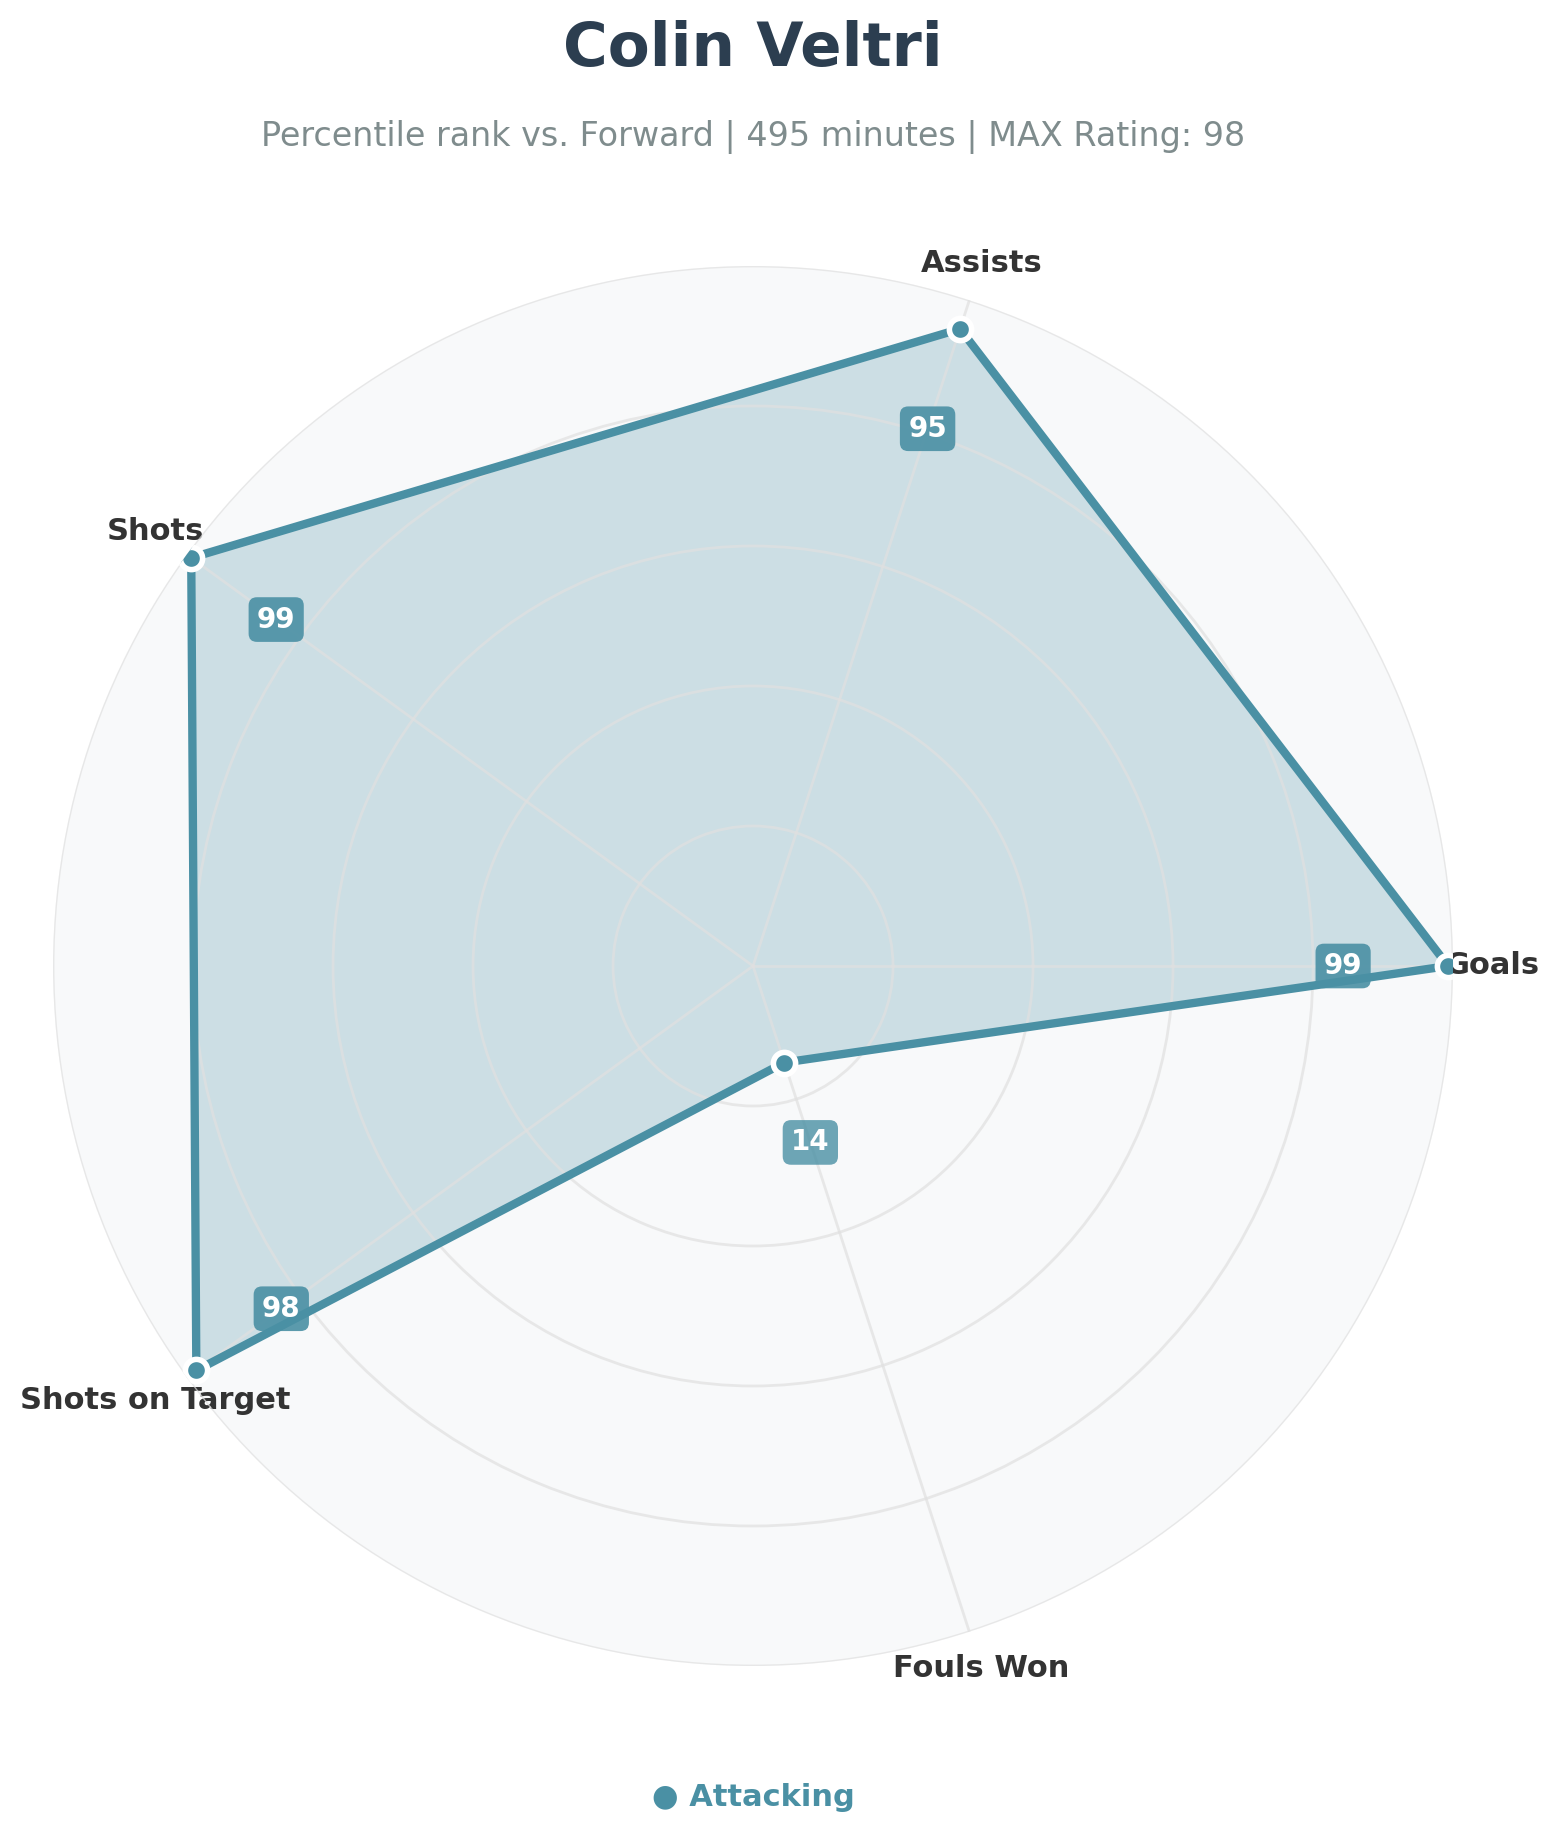 Colin Veltri
Percentile rank vs. Forward | 495 minutes | MAX Rating: 98
Assists
95
Shots
99
99
Goals
14
98
Shots on Target
Fouls Won
Attacking